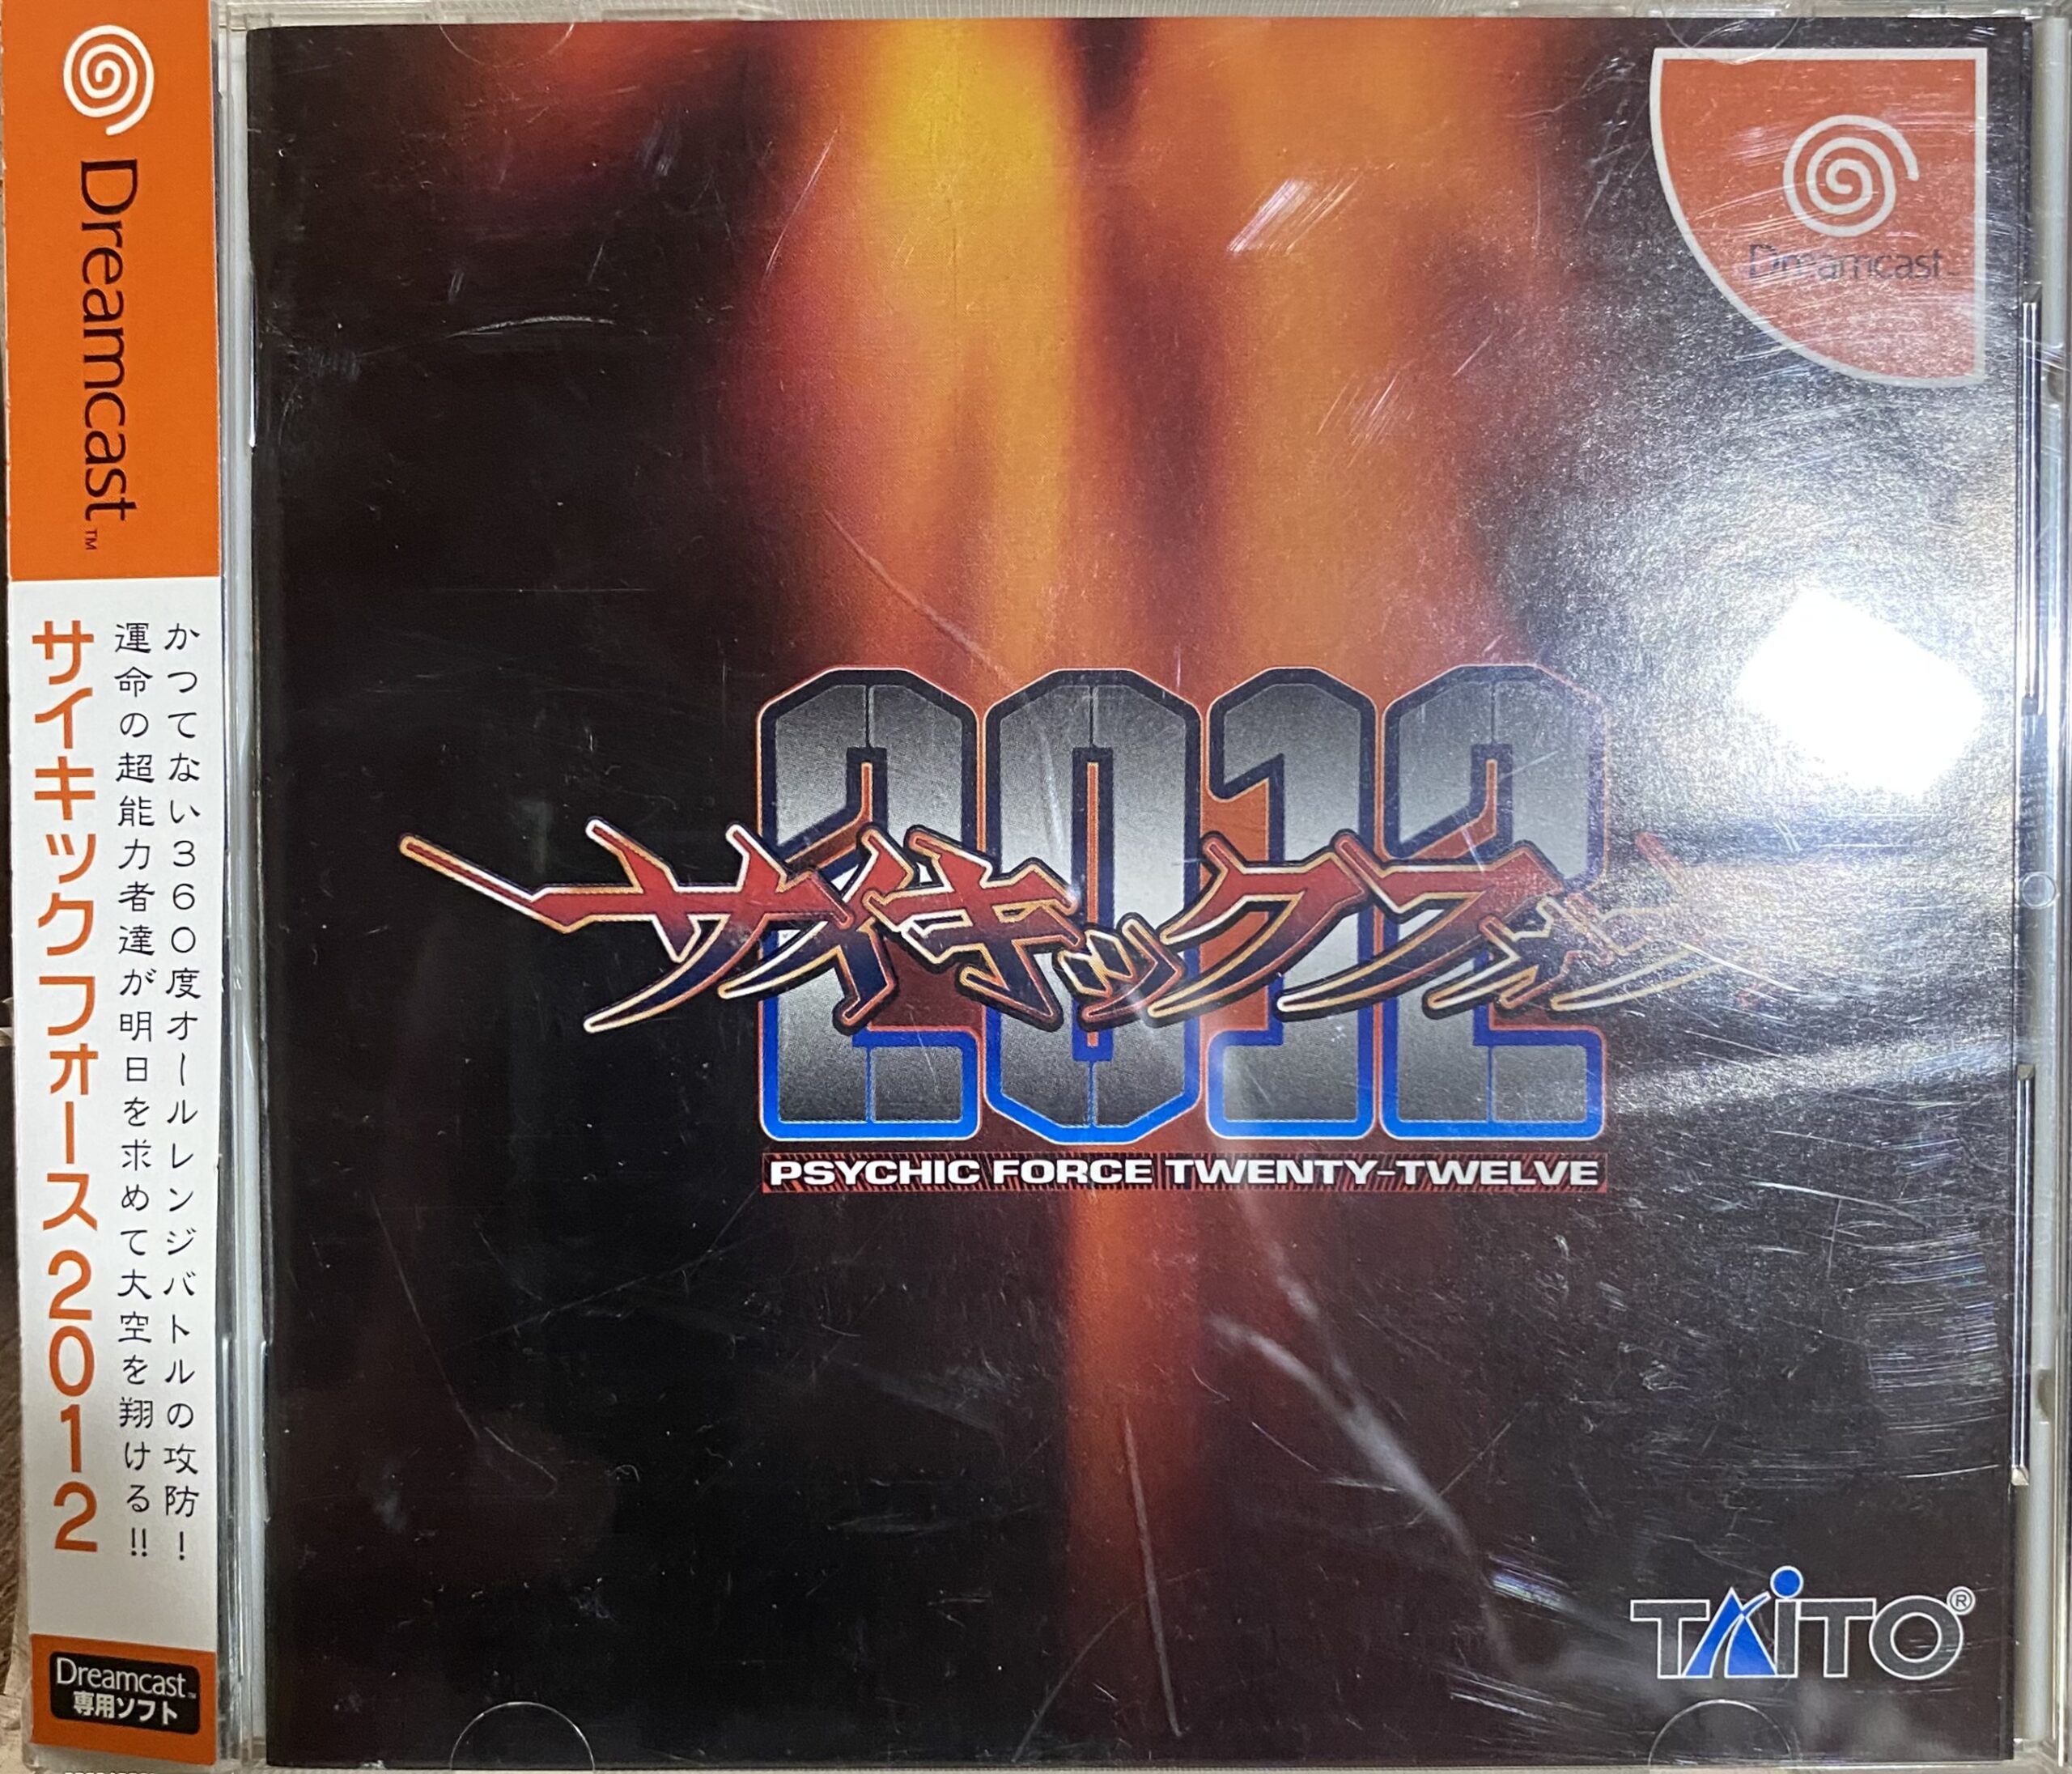 Dreamcast™
かつてない360度オールレンジバトルの攻防!
運命の超能力者達が明日を求めて大空を翔ける!!
サイキックフォース2012
Dreamcast™
専用ソフト
Dreamcast
2012
サイキックフォース
PSYCHIC FORCE TWENTY-TWELVE
TAiTO®